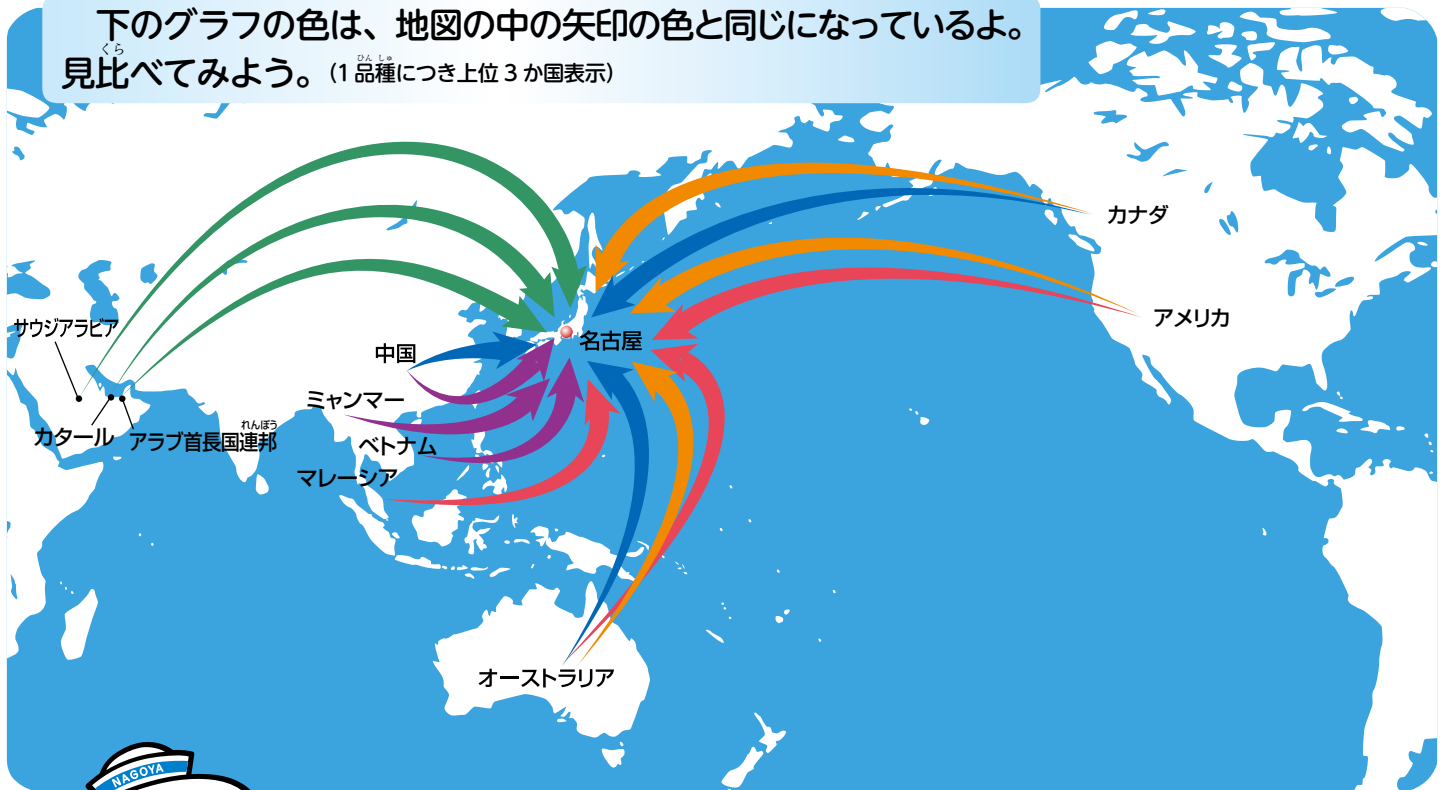 下のグラフの色は、地図の中の矢印の色と同じになっているよ。
見比べてみよう。（1品種につき上位3か国表示）
くら
ひんしゅ
カナダ
アメリカ
サウジアラビア
名古屋
中国
ミャンマー
カタール
アラブ首長国連邦
れんぽう
ベトナム
マレーシア
オーストラリア
NAGOYA